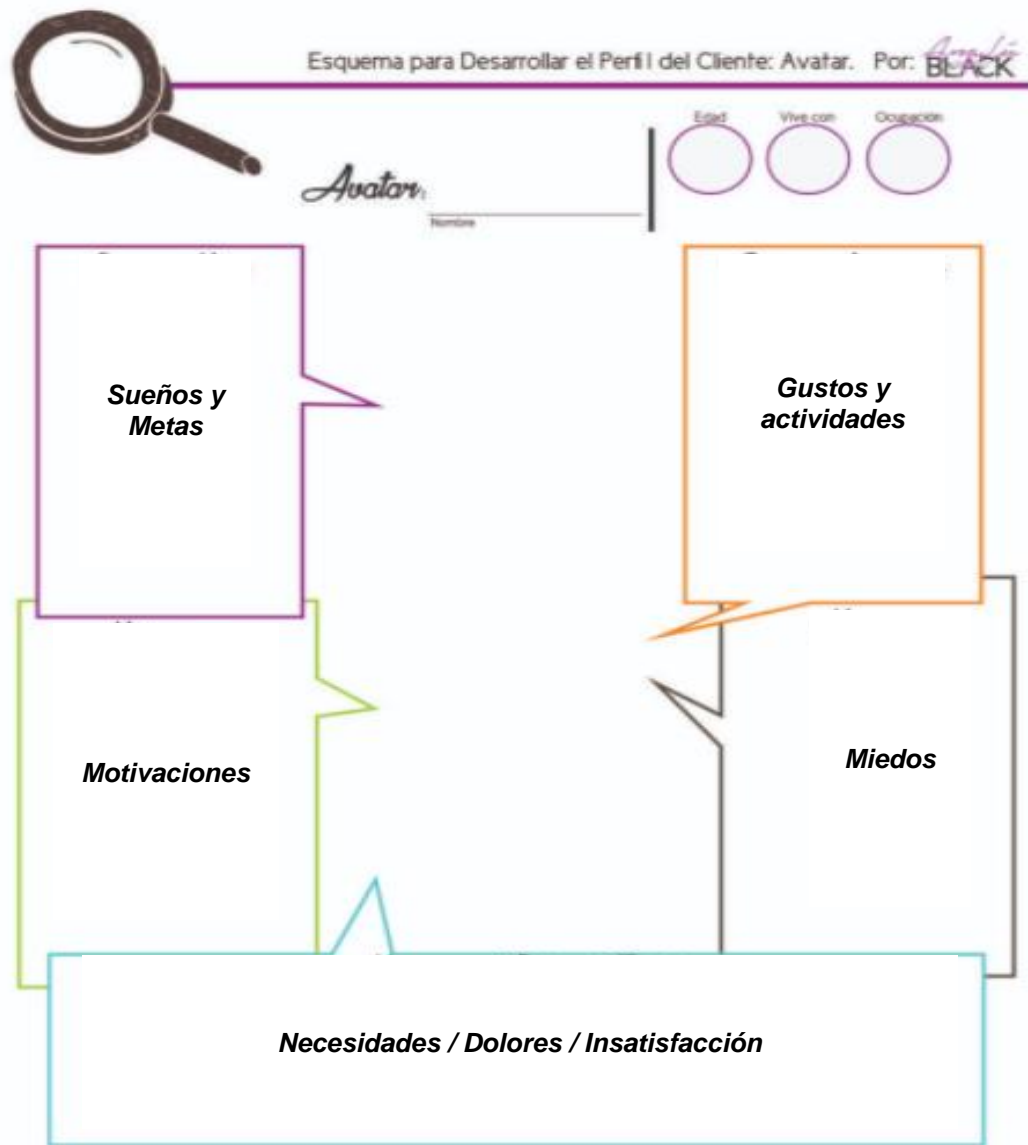 Esquema para Desarrollar el Perfil del Cliente: Avatar. Por:
BLACK
Edad Vive con Ocupación
Avatar:
Nombre
Sueños y
Metas
Gustos y
actividades
Motivaciones
Miedos
Necesidades / Dolores / Insatisfacción